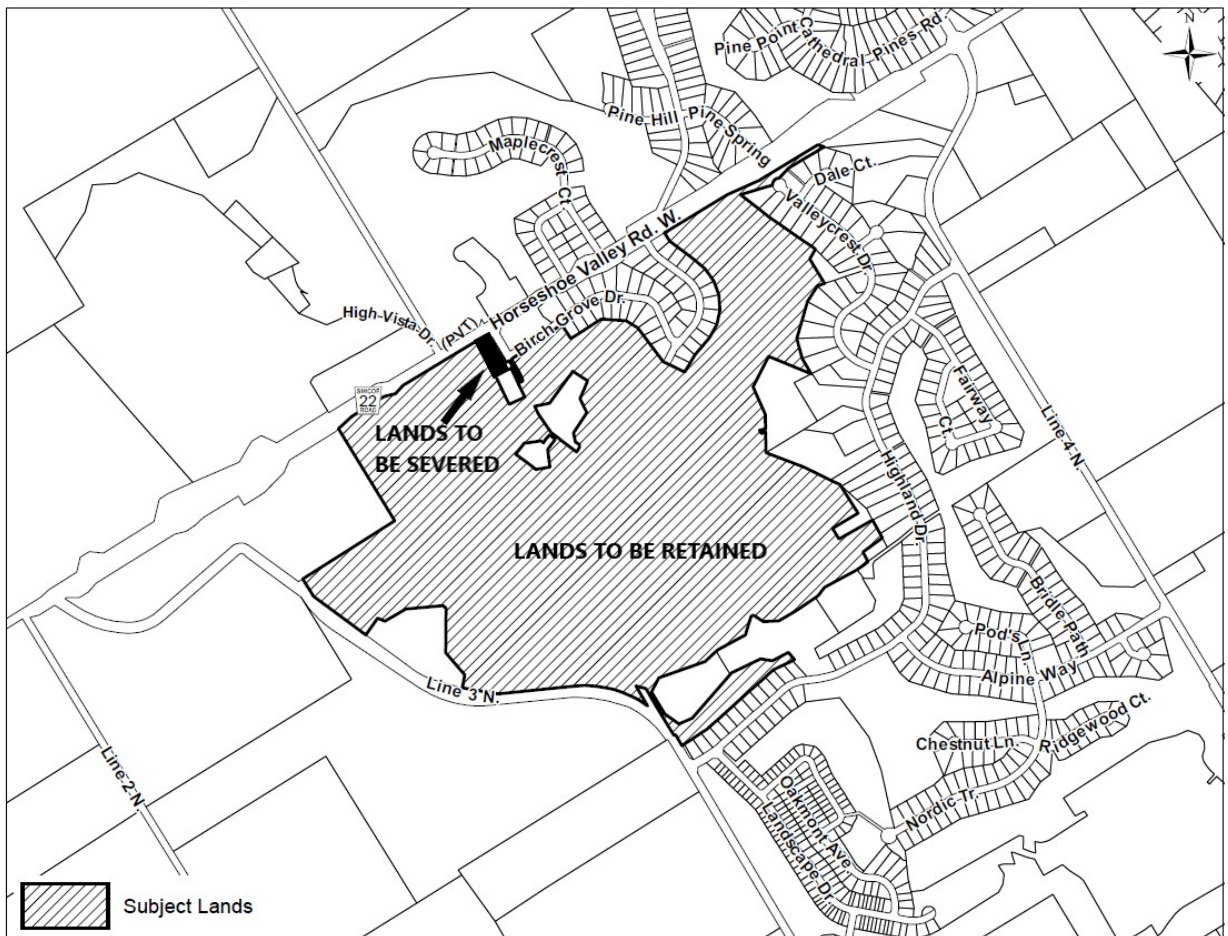 N
Pine Point
Cathedral Pines Rd.
Pine Hill
Pine Spring
Maplecrest Ct.
Dale Ct.
Valleycrest Dr.
Horseshoe Valley Rd. W.
High Vista Dr.
(PVT)
Birch Grove Dr.
SIMCOE
22
ROAD
LANDS TO
BE SEVERED
Fairway Ct.
Line 4 N.
Highland Dr.
LANDS TO BE RETAINED
Bridle Path
Pod's Ln.
Alpine Way
Line 3 N.
Line 2 N.
Chestnut Ln.
Ridgewood Ct.
Nordic Tr.
Oakmont Ave.
Landscape Dr.
Subject Lands